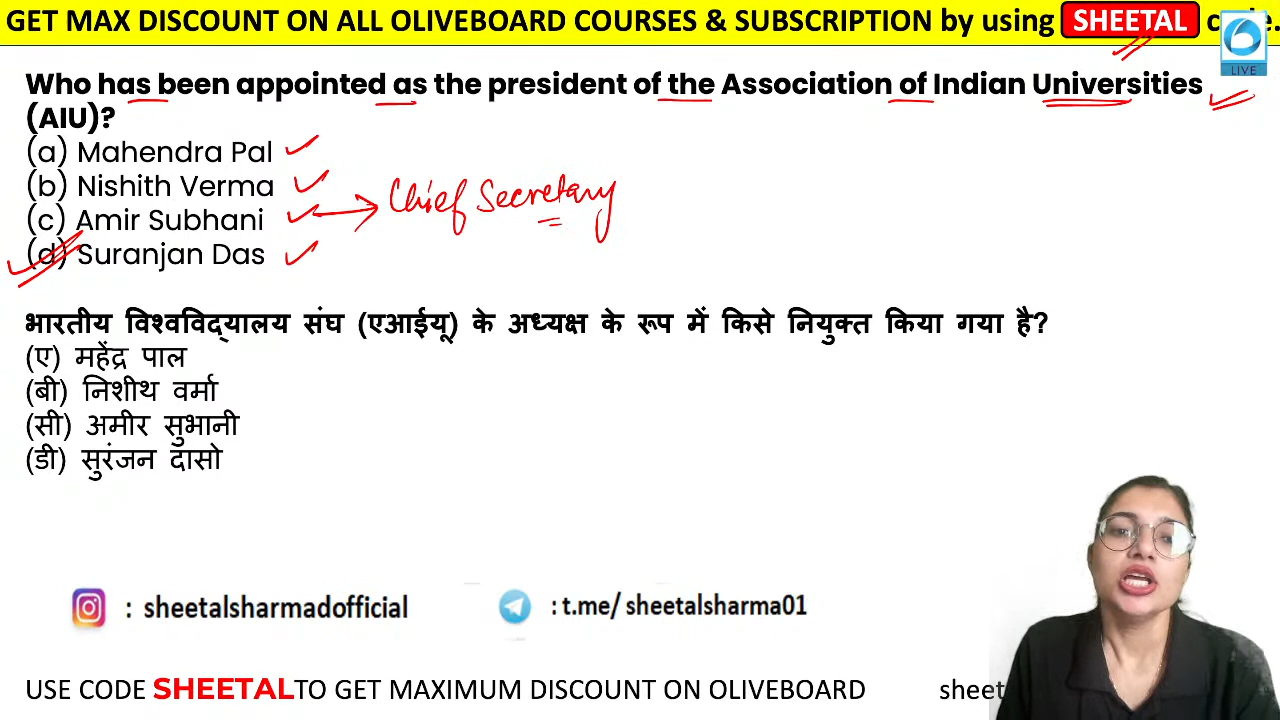 GET MAX DISCOUNT ON ALL OLIVEBOARD COURSES & SUBSCRIPTION by using SHEETAL code.
LIVE
Who has been appointed as the president of the Association of Indian Universities
(AIU)?
(a) Mahendra Pal
(b) Nishith Verma
(c) Amir Subhani
Chief Secretary
(d) Suranjan Das
भारतीय विश्वविद्यालय संघ (एआईयू) के अध्यक्ष के रूप में किसे नियुक्त किया गया है?
(ए) महेंद्र पाल
(बी) निशीथ वर्मा
(सी) अमीर सुभानी
(डी) सुरंजन दासो
: sheetalsharmadofficial
: t.me/ sheetalsharma01
USE CODE SHEETAL TO GET MAXIMUM DISCOUNT ON OLIVEBOARD
sheet